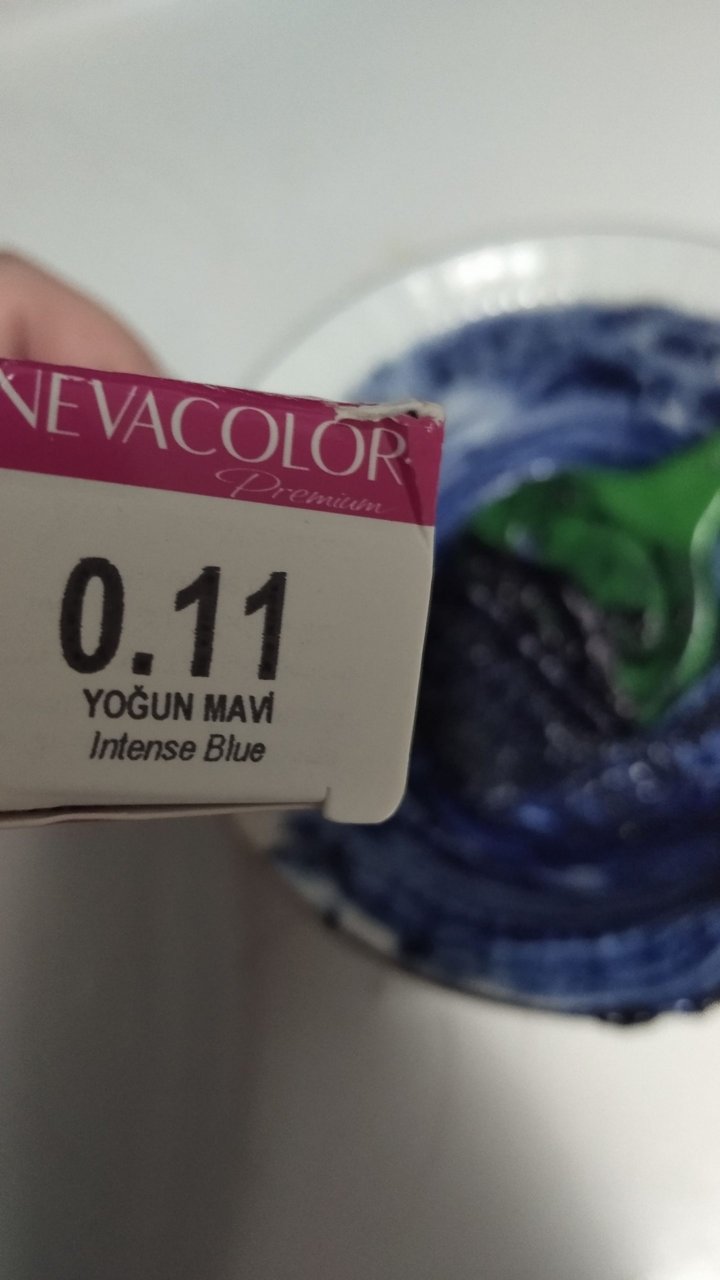 NEVACOLOR
Premium
0.11
YOĞUN MAVİ
Intense Blue